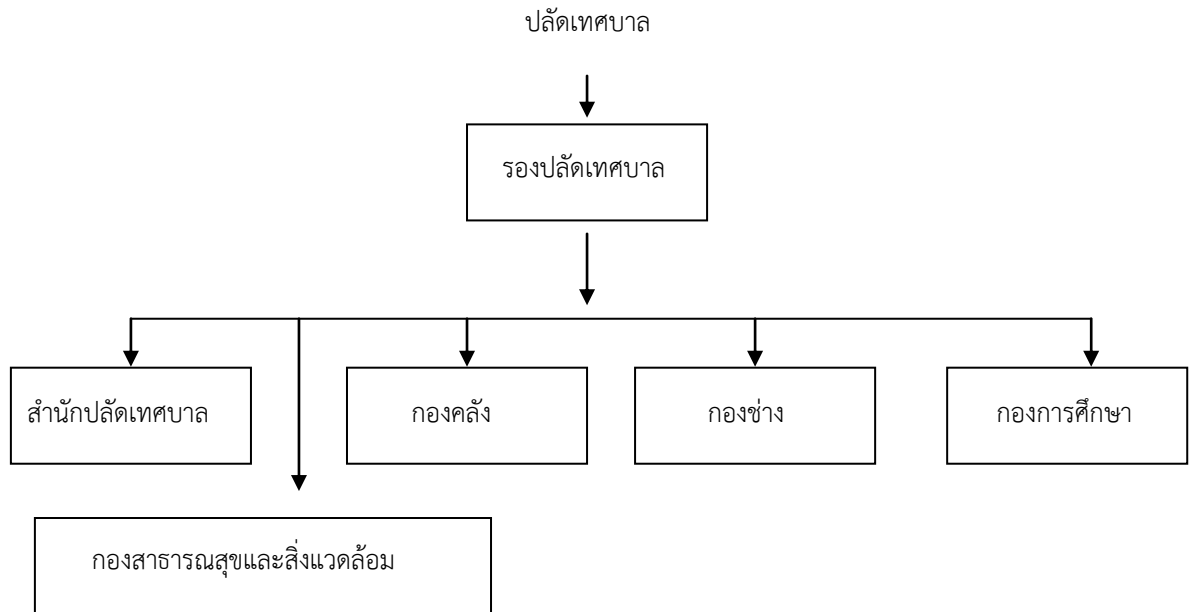 ปลัดเทศบาล
รองปลัดเทศบาล
สำนักปลัดเทศบาล
กองคลัง
กองช่าง
กองการศึกษา
กองสาธารณสุขและสิ่งแวดล้อม